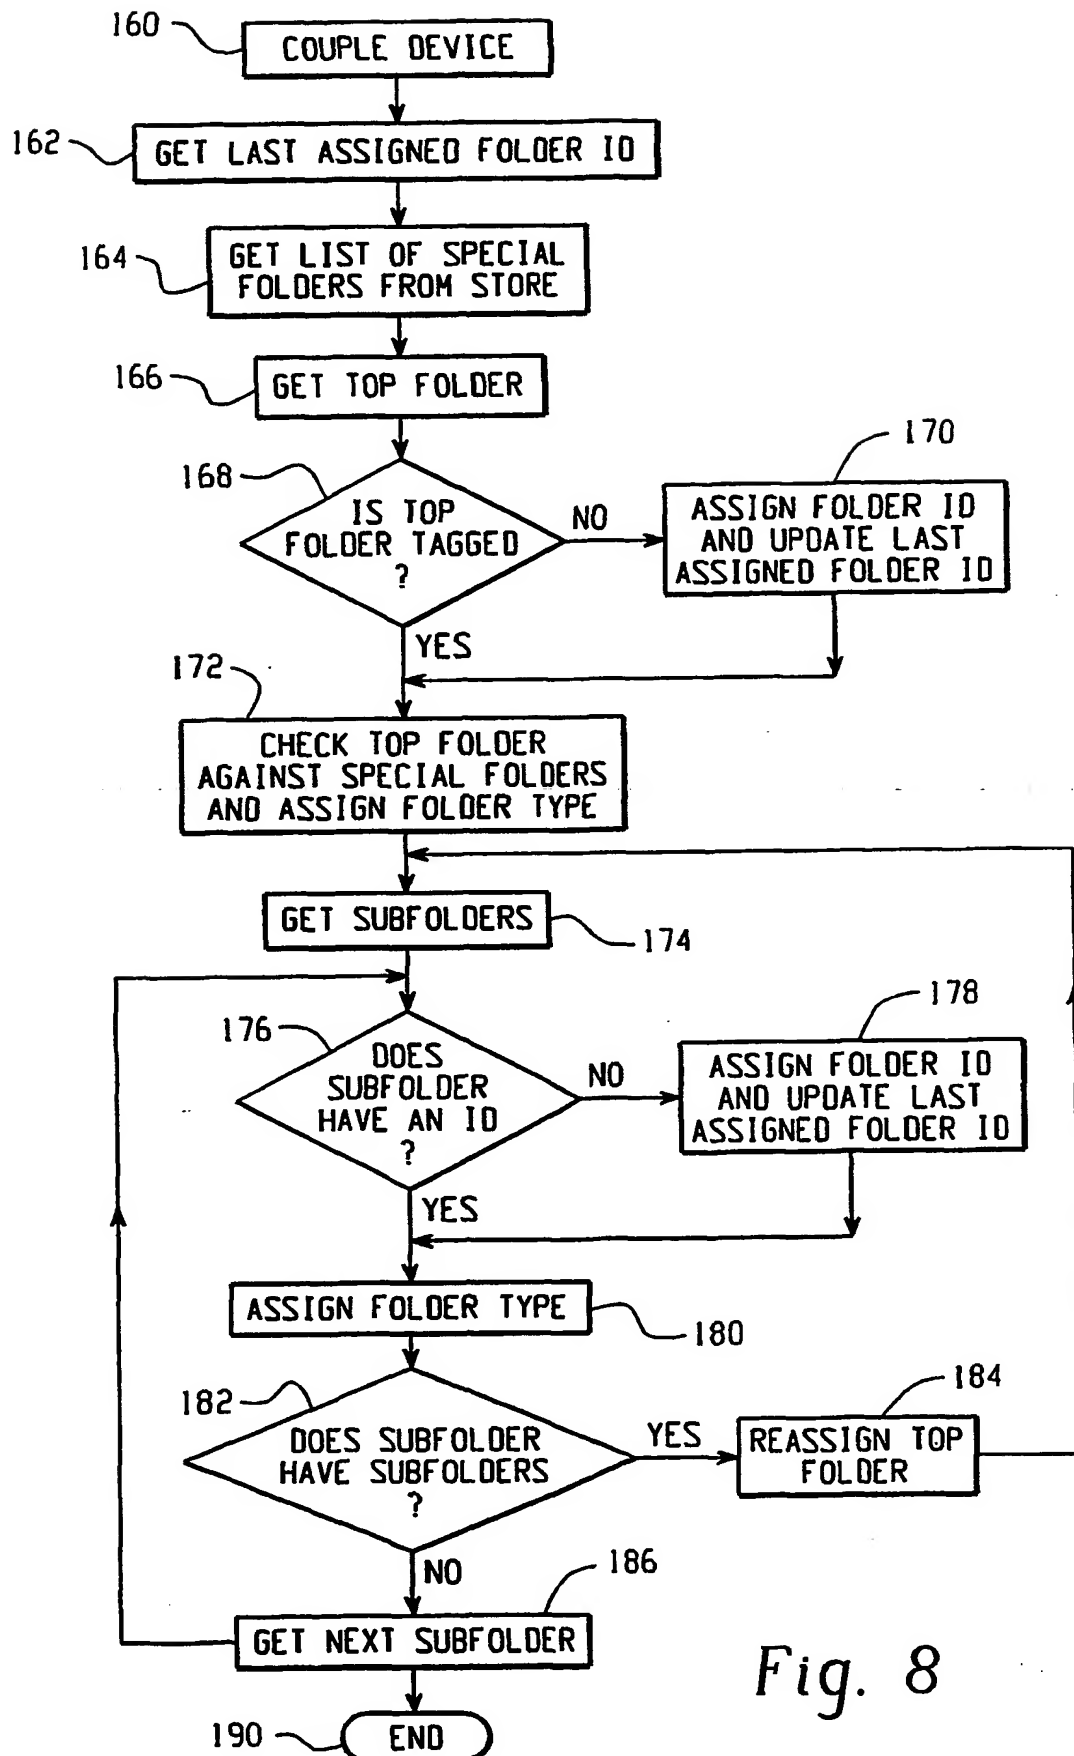 160
COUPLE DEVICE
162
GET LAST ASSIGNED FOLDER ID
164
GET LIST OF SPECIAL
FOLDERS FROM STORE
166
GET TOP FOLDER
168
IS TOP
FOLDER TAGGED
?
NO
170
ASSIGN FOLDER ID
AND UPDATE LAST
ASSIGNED FOLDER ID
YES
172
CHECK TOP FOLDER
AGAINST SPECIAL FOLDERS
AND ASSIGN FOLDER TYPE
GET SUBFOLDERS
174
176
DOES
SUBFOLDER
HAVE AN ID
?
NO
178
ASSIGN FOLDER ID
AND UPDATE LAST
ASSIGNED FOLDER ID
YES
ASSIGN FOLDER TYPE
180
182
DOES SUBFOLDER
HAVE SUBFOLDERS
?
YES
184
REASSIGN TOP
FOLDER
NO
186
GET NEXT SUBFOLDER
190
END
Fig. 8